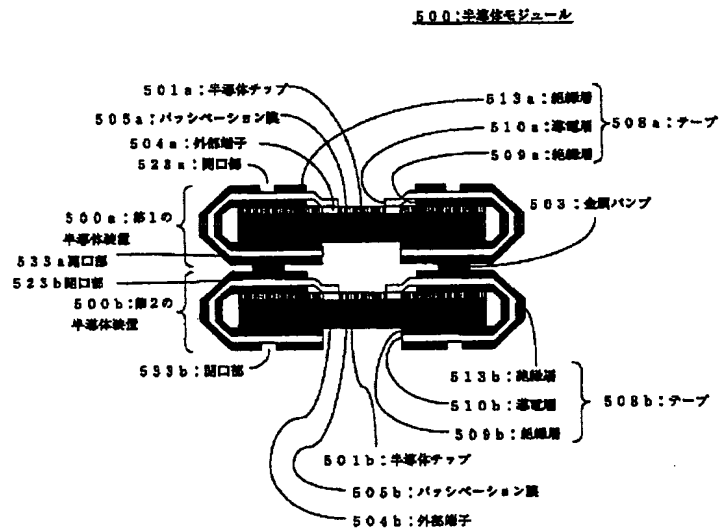 500:半導体モジュール
501a:半導体チップ
505a:パッシベーション膜
504a:外部端子
523a:開口部
513a:絶縁層
510a:導電層
509a:絶縁層
508a:テープ
503:金属バンプ
500a:第1の
半導体装置
533a開口部
523b開口部
500b:第2の
半導体装置
533b:開口部
513b:絶縁層
510b:導電層
509b:絶縁層
508b:テープ
501b:半導体チップ
505b:パッシベーション膜
504b:外部端子